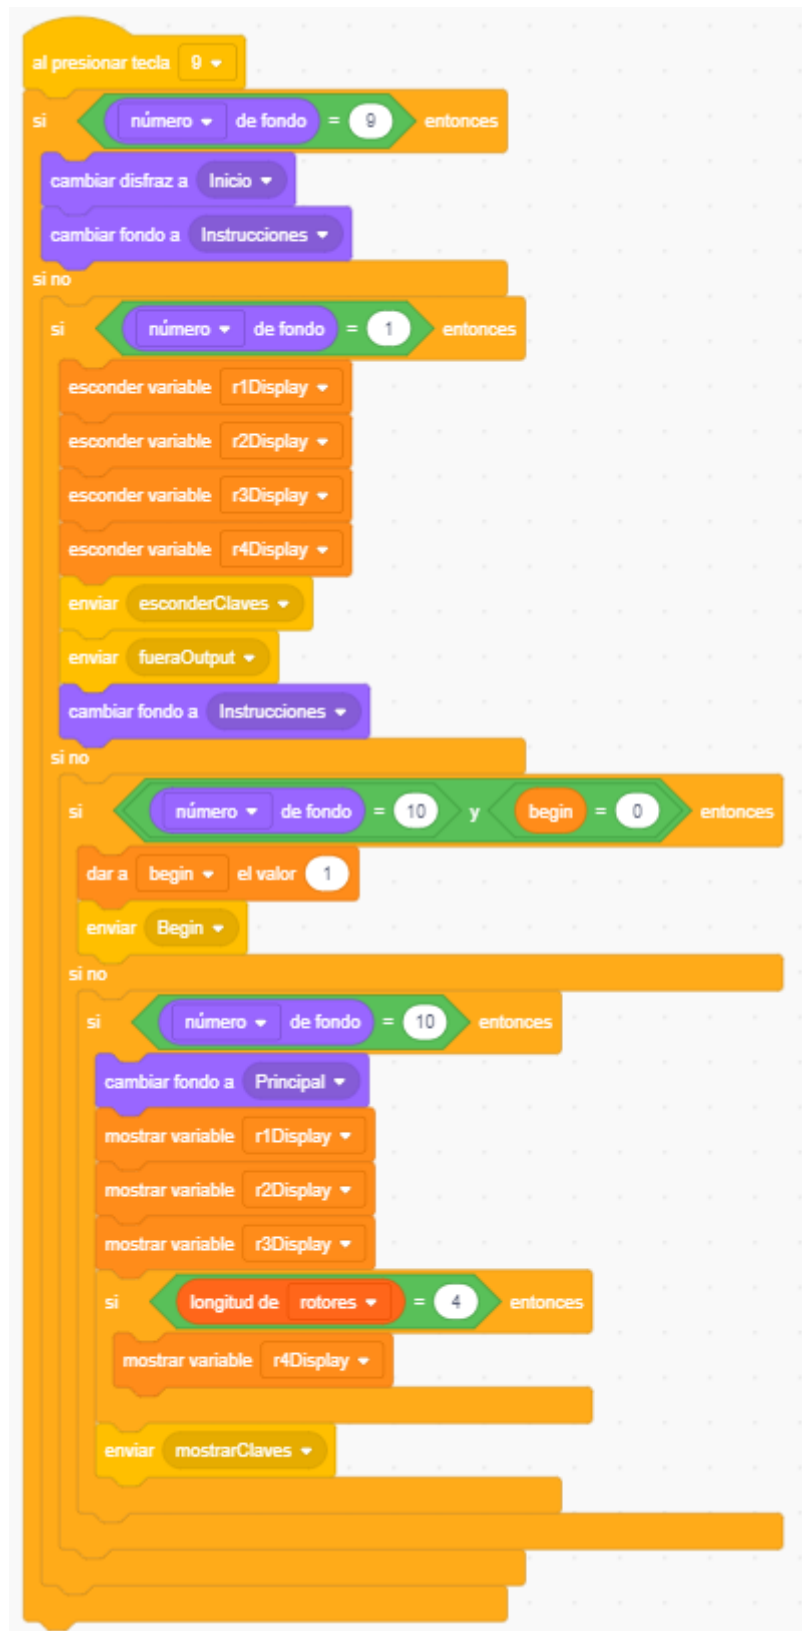 al presionar tecla 9
si número de fondo = 9 entonces
cambiar disfraz a Inicio
cambiar fondo a Instrucciones
si no
si número de fondo = 1 entonces
esconder variable r1Display
esconder variable r2Display
esconder variable r3Display
esconder variable r4Display
enviar esconderClaves
enviar fueraOutput
cambiar fondo a Instrucciones
si no
si número de fondo = 10 y begin = 0 entonces
dar a begin el valor 1
enviar Begin
si no
si número de fondo = 10 entonces
cambiar fondo a Principal
mostrar variable r1Display
mostrar variable r2Display
mostrar variable r3Display
si longitud de rotores = 4 entonces
mostrar variable r4Display
enviar mostrarClaves